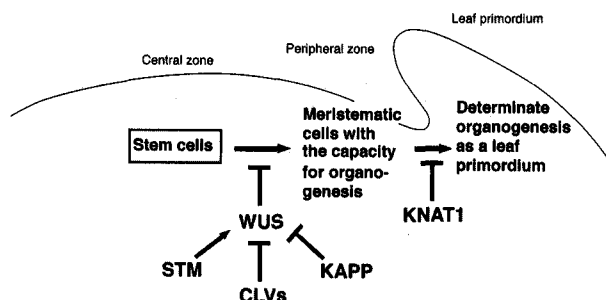 Leaf primordium
Peripheral zone
Central zone
Stem cells
Meristematic
cells with
the capacity
for organo-
genesis
Determinate
organogenesis
as a leaf
primordium
WUS
KNAT1
STM
KAPP
CLVs